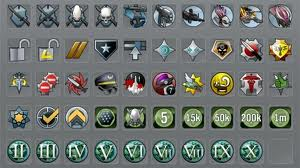 5 15k 50k 200k 1m
II III IV V VI VII VIII IX X